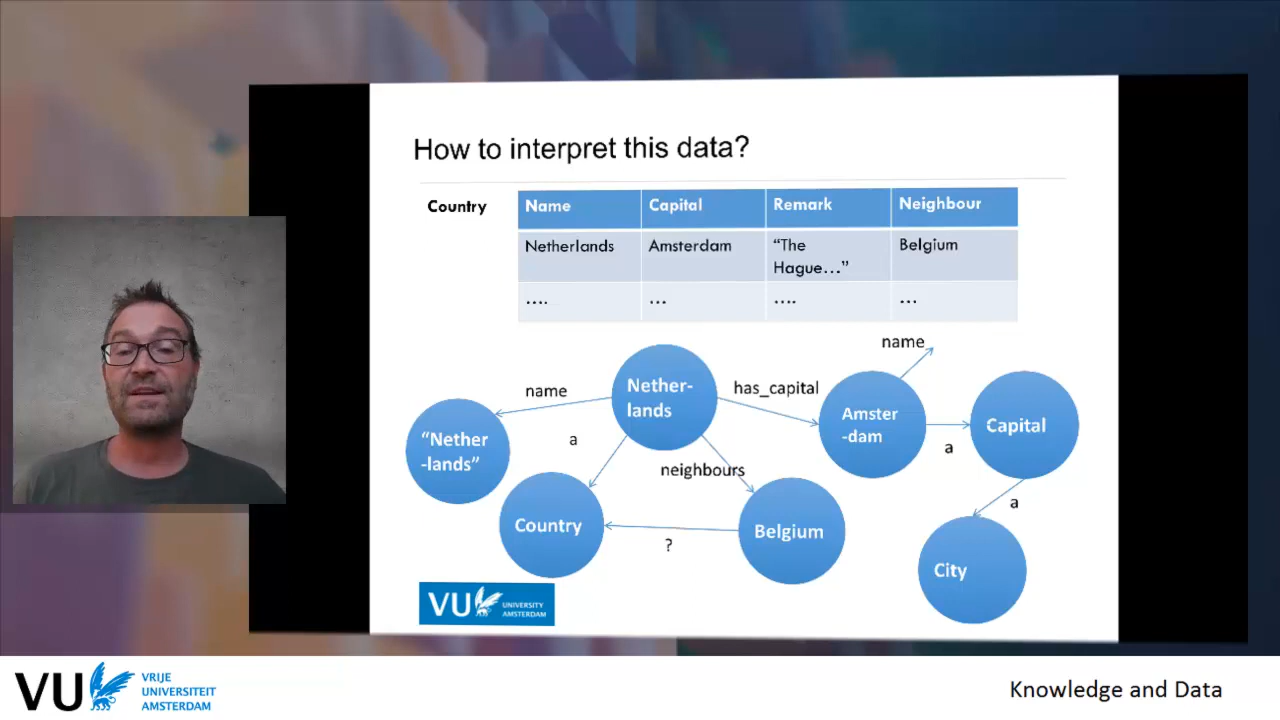 How to interpret this data?
Country
Name Capital Remark Neighbour
Netherlands Amsterdam “The Belgium
Hague…”
…. … …. …
name
has_capital
name
Nether-
lands
Amster
-dam
Capital
“Nether
-lands”
a
a
neighbours
a
Country
?
Belgium
City
VU UNIVERSITY
AMSTERDAM
VU VRIJE
UNIVERSITEIT
AMSTERDAM
Knowledge and Data